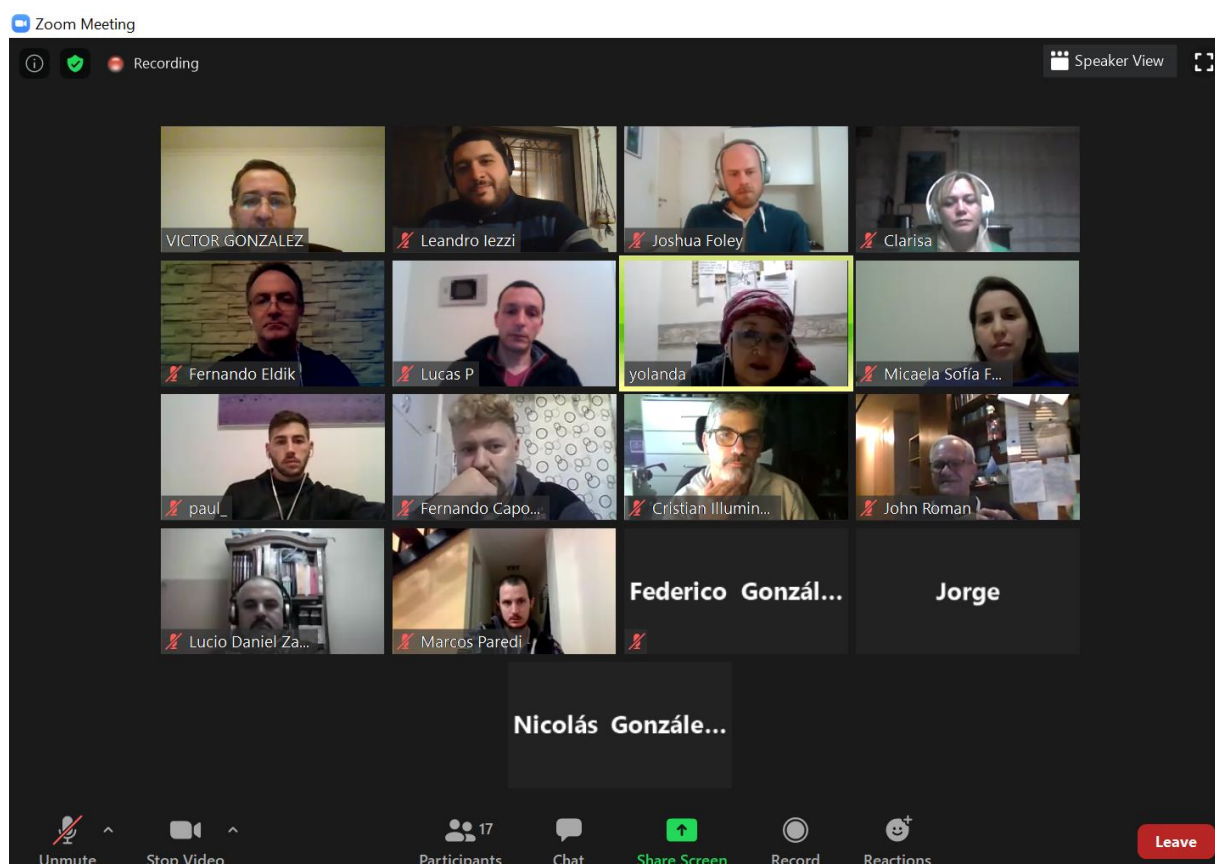 Zoom Meeting
Recording
Speaker View
VICTOR GONZALEZ
Leandro Iezzi
Joshua Foley
Clarisa
Fernando Eldik
Lucas P
yolanda
Micaela Sofía F...
paul_
Fernando Capo...
Cristian Illumin...
John Roman
Lucio Daniel Za...
Marcos Paredi
Federico Gonzál...
Jorge
Nicolás Gonzále...
17
Unmute
Stop Video
Participants
Chat
Share Screen
Record
Reactions
Leave